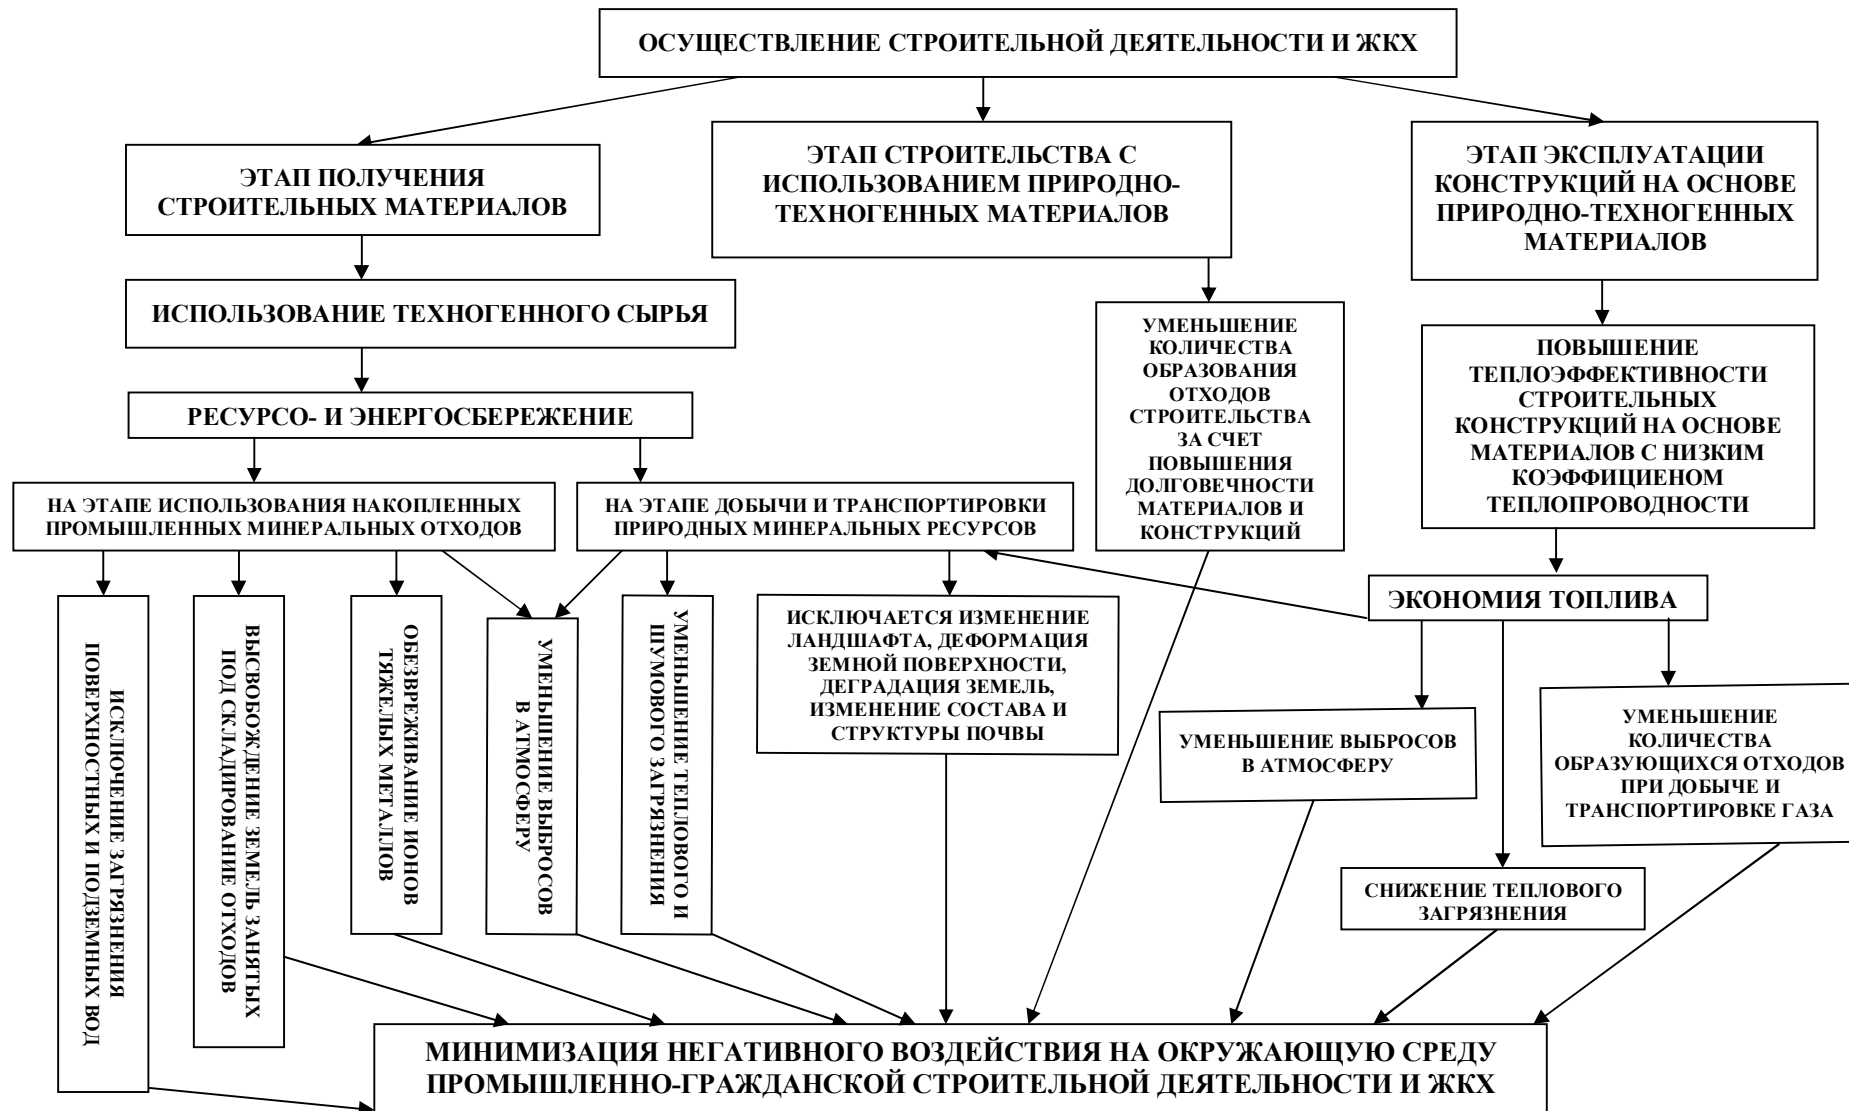 ОСУЩЕСТВЛЕНИЕ СТРОИТЕЛЬНОЙ ДЕЯТЕЛЬНОСТИ И ЖКХ
ЭТАП ПОЛУЧЕНИЯ
СТРОИТЕЛЬНЫХ МАТЕРИАЛОВ
ЭТАП СТРОИТЕЛЬСТВА С
ИСПОЛЬЗОВАНИЕМ ПРИРОДНО-
ТЕХНОГЕННЫХ МАТЕРИАЛОВ
ЭТАП ЭКСПЛУАТАЦИИ
КОНСТРУКЦИЙ НА ОСНОВЕ
ПРИРОДНО-ТЕХНОГЕННЫХ
МАТЕРИАЛОВ
ИСПОЛЬЗОВАНИЕ ТЕХНОГЕННОГО СЫРЬЯ
РЕСУРСО- И ЭНЕРГОСБЕРЕЖЕНИЕ
УМЕНЬШЕНИЕ
КОЛИЧЕСТВА
ОБРАЗОВАНИЯ
ОТХОДОВ
СТРОИТЕЛЬСТВА
ЗА СЧЕТ
ПОВЫШЕНИЯ
ДОЛГОВЕЧНОСТИ
МАТЕРИАЛОВ И
КОНСТРУКЦИЙ
ПОВЫШЕНИЕ
ТЕПЛОЭФФЕКТИВНОСТИ
СТРОИТЕЛЬНЫХ
КОНСТРУКЦИЙ НА ОСНОВЕ
МАТЕРИАЛОВ С НИЗКИМ
КОЭФФИЦИЕНОМ
ТЕПЛОПРОВОДНОСТИ
НА ЭТАПЕ ИСПОЛЬЗОВАНИЯ НАКОПЛЕННЫХ
ПРОМЫШЛЕННЫХ МИНЕРАЛЬНЫХ ОТХОДОВ
НА ЭТАПЕ ДОБЫЧИ И ТРАНСПОРТИРОВКИ
ПРИРОДНЫХ МИНЕРАЛЬНЫХ РЕСУРСОВ
ЭКОНОМИЯ ТОПЛИВА
ИСКЛЮЧЕНИЕ ЗАГРЯЗНЕНИЯ
ПОВЕРХНОСТНЫХ И ПОДЗЕМНЫХ ВОД
ВЫСВОБОЖДЕНИЕ ЗЕМЕЛЬ ЗАНЯТЫХ
ПОД СКЛАДИРОВАНИЕ ОТХОДОВ
ОБЕЗВРЕЖИВАНИЕ ИОНОВ
ТЯЖЕЛЫХ МЕТАЛЛОВ
УМЕНЬШЕНИЕ ВЫБРОСОВ
В АТМОСФЕРУ
УМЕНЬШЕНИЕ ТЕПЛОВОГО И
ШУМОВОГО ЗАГРЯЗНЕНИЯ
ИСКЛЮЧАЕТСЯ ИЗМЕНЕНИЕ
ЛАНДШАФТА, ДЕФОРМАЦИЯ
ЗЕМНОЙ ПОВЕРХНОСТИ,
ДЕГРАДАЦИЯ ЗЕМЕЛЬ,
ИЗМЕНЕНИЕ СОСТАВА И
СТРУКТУРЫ ПОЧВЫ
УМЕНЬШЕНИЕ ВЫБРОСОВ
В АТМОСФЕРУ
УМЕНЬШЕНИЕ
КОЛИЧЕСТВА
ОБРАЗУЮЩИХСЯ ОТХОДОВ
ПРИ ДОБЫЧЕ И
ТРАНСПОРТИРОВКЕ ГАЗА
СНИЖЕНИЕ ТЕПЛОВОГО
ЗАГРЯЗНЕНИЯ
МИНИМИЗАЦИЯ НЕГАТИВНОГО ВОЗДЕЙСТВИЯ НА ОКРУЖАЮЩУЮ СРЕДУ
ПРОМЫШЛЕННО-ГРАЖДАНСКОЙ СТРОИТЕЛЬНОЙ ДЕЯТЕЛЬНОСТИ И ЖКХ